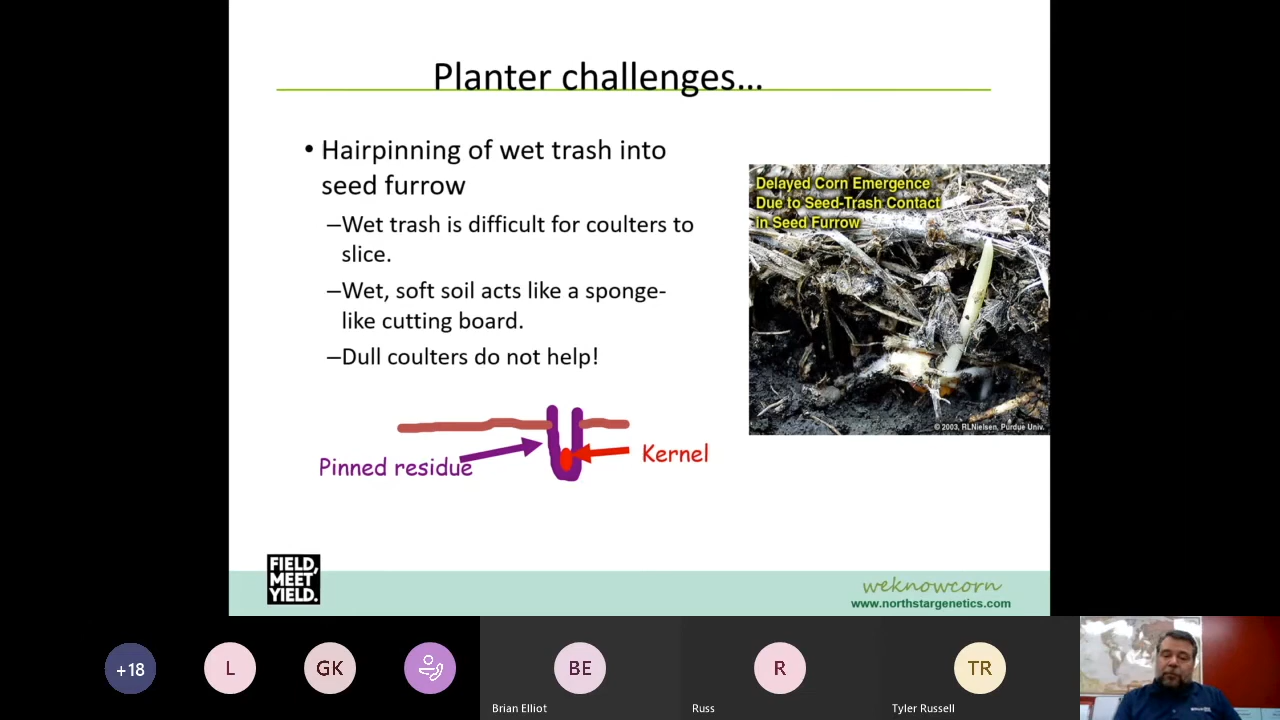 Planter challenges...
• Hairpinning of wet trash into
seed furrow
–Wet trash is difficult for coulters to
slice.
–Wet, soft soil acts like a sponge-
like cutting board.
–Dull coulters do not help!
Delayed Corn Emergence
Due to Seed-Trash Contact
in Seed Furrow
© 2003, RLNielsen, Purdue Univ.
Pinned residue
Kernel
FIELD,
MEET
YIELD.
weknowcorn
www.northstargenetics.com
+18
L
GK
BE
R
TR
Brian Elliot
Russ
Tyler Russell